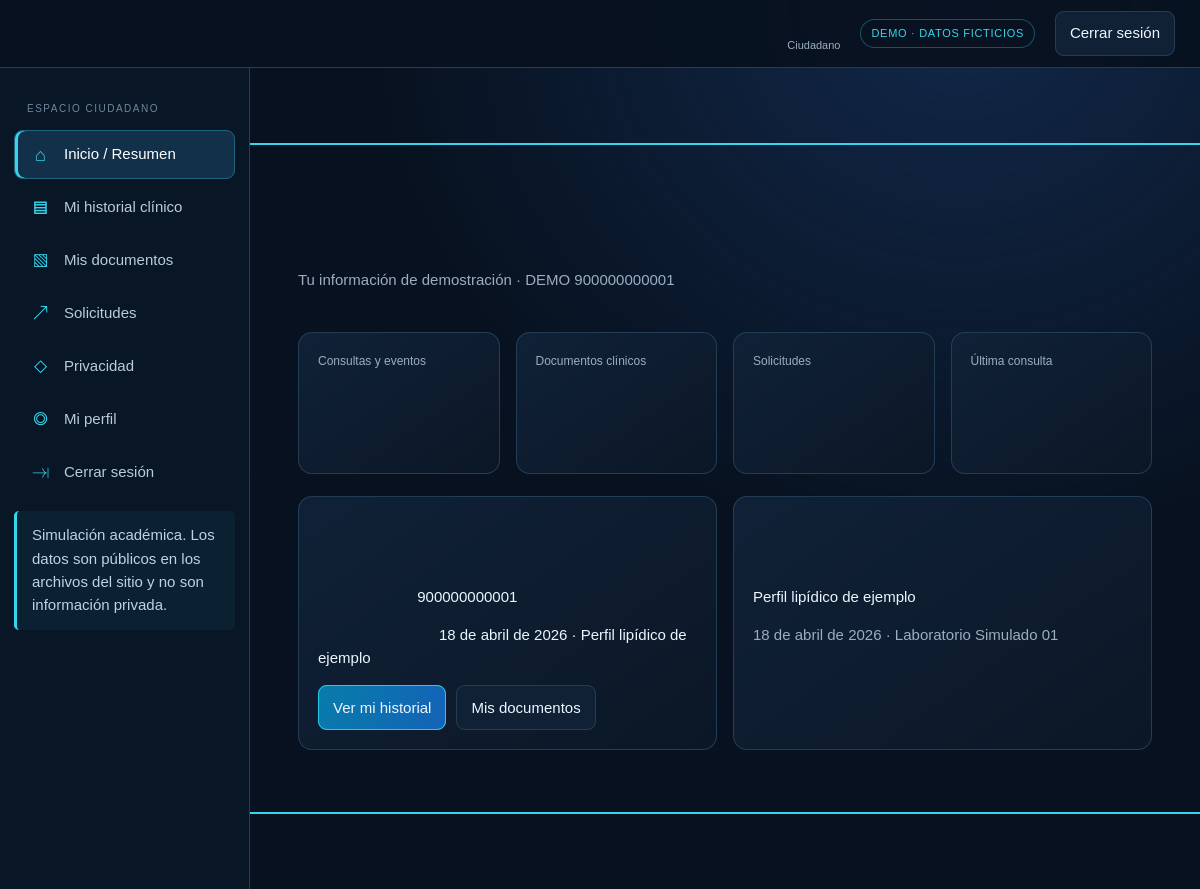 Ciudadano
DEMO · DATOS FICTICIOS
Cerrar sesión
ESPACIO CIUDADANO
Inicio / Resumen
Mi historial clínico
Mis documentos
Solicitudes
Privacidad
Mi perfil
Cerrar sesión
Simulación académica. Los
datos son públicos en los
archivos del sitio y no son
información privada.
Tu información de demostración · DEMO 900000000001
Consultas y eventos
Documentos clínicos
Solicitudes
Última consulta
900000000001
18 de abril de 2026 · Perfil lipídico de
ejemplo
Ver mi historial
Mis documentos
Perfil lipídico de ejemplo
18 de abril de 2026 · Laboratorio Simulado 01